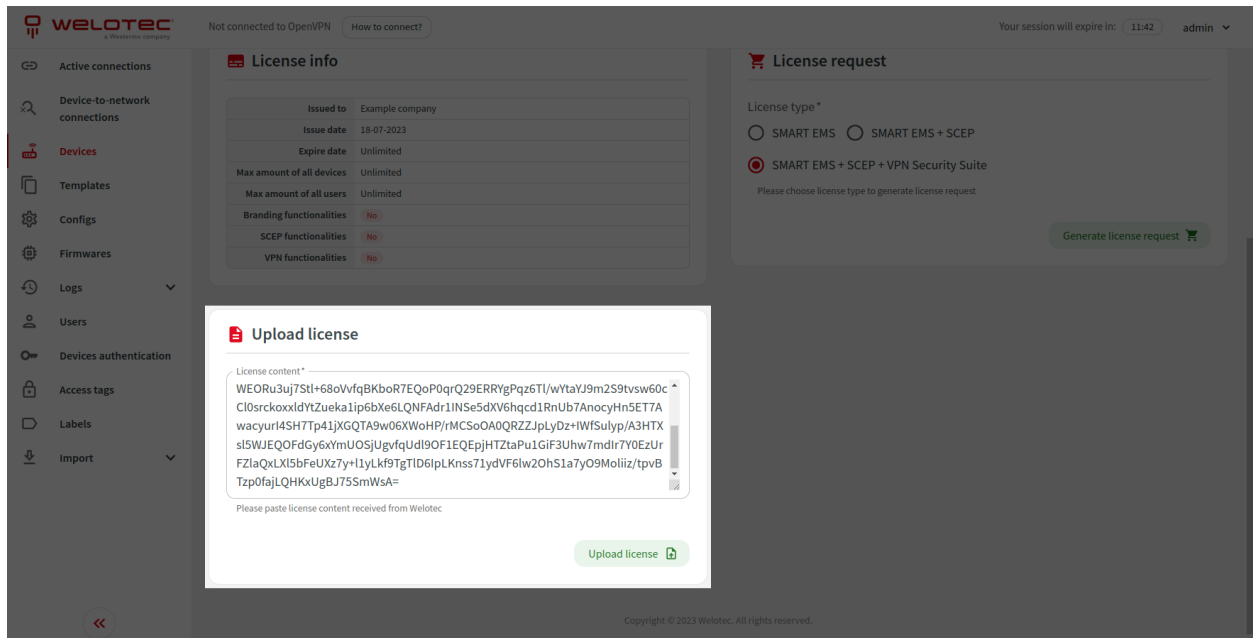 WELOTEC
a Westermo company
Not connected to OpenVPN
How to connect?
Your session will expire in:
11:42
admin
Active connections
Device-to-network
connections
Devices
Templates
Configs
Firmwares
Logs
Users
Devices authentication
Access tags
Labels
Import
License info
Issued to Example company
Issue date 18-07-2023
Expire date Unlimited
Max amount of all devices Unlimited
Max amount of all users Unlimited
Branding functionalities No
SCEP functionalities No
VPN functionalities No
License request
License type*
SMART EMS SMART EMS + SCEP
SMART EMS + SCEP + VPN Security Suite
Please choose license type to generate license request
Generate license request
Upload license
License content*
WEORu3uj7Stl+68oVvfqBKboR7EQoP0qrQ29ERRYgPqz6Tl/wYtaYJ9m2S9tvsw60c
Cl0srckoxxldYtZueka1ip6bXe6LQNFAdr1INSe5dXV6hqcd1RnUb7AnocyHn5ET7A
wacyurI4SH7Tp41jXGQTA9w06XWoHP/rMCSoOA0QRZZJpLyDz+IWfSulyp/A3HTX
sl5WJEQOFdGy6xYmUOSjUgvfqUdl9OF1EQEpjHTZtaPu1GiF3Uhw7mdIr7Y0EzUr
FZlaQxLXl5bFeUXz7y+l1yLkf9TgTlD6IpLKnss71ydVF6lw2OhS1a7yO9Moliiz/tpvB
Tzp0fajLQHKxUgBJ75SmWsA=
Please paste license content received from Welotec
Upload license
Copyright © 2023 Welotec. All rights reserved.